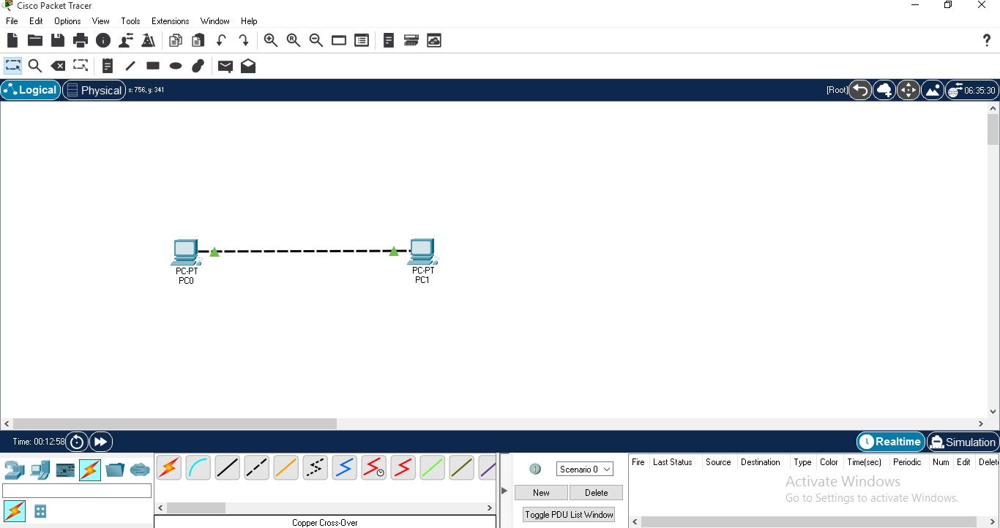 Cisco Packet Tracer
File Edit Options View Tools Extensions Window Help
?
Logical Physical x: 756, y: 341 [Root] 06:35:30
PC-PT PC-PT
PC0 PC1
Time: 00:12:58 Realtime Simulation
Scenario 0 Fire Last Status Source Destination Type Color Time(sec) Periodic Num Edit Delet
Activate Windows
New Delete Go to Settings to activate Windows.
Toggle PDU List Window
Copper Cross-Over